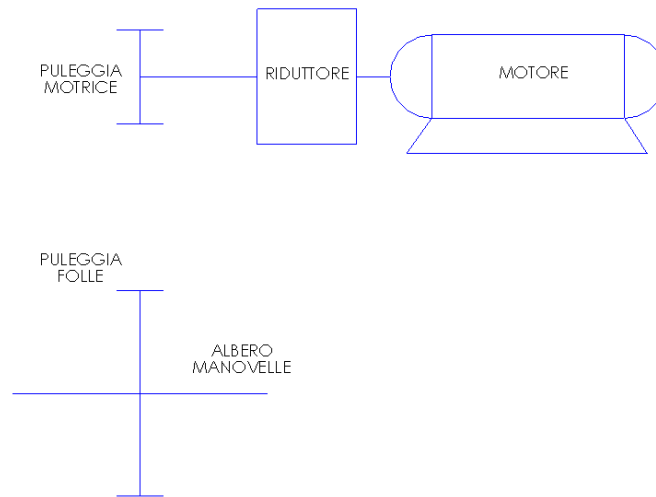 PULEGGIA
MOTRICE
RIDUTTORE
MOTORE
PULEGGIA
FOLLE
ALBERO
MANOVELLE